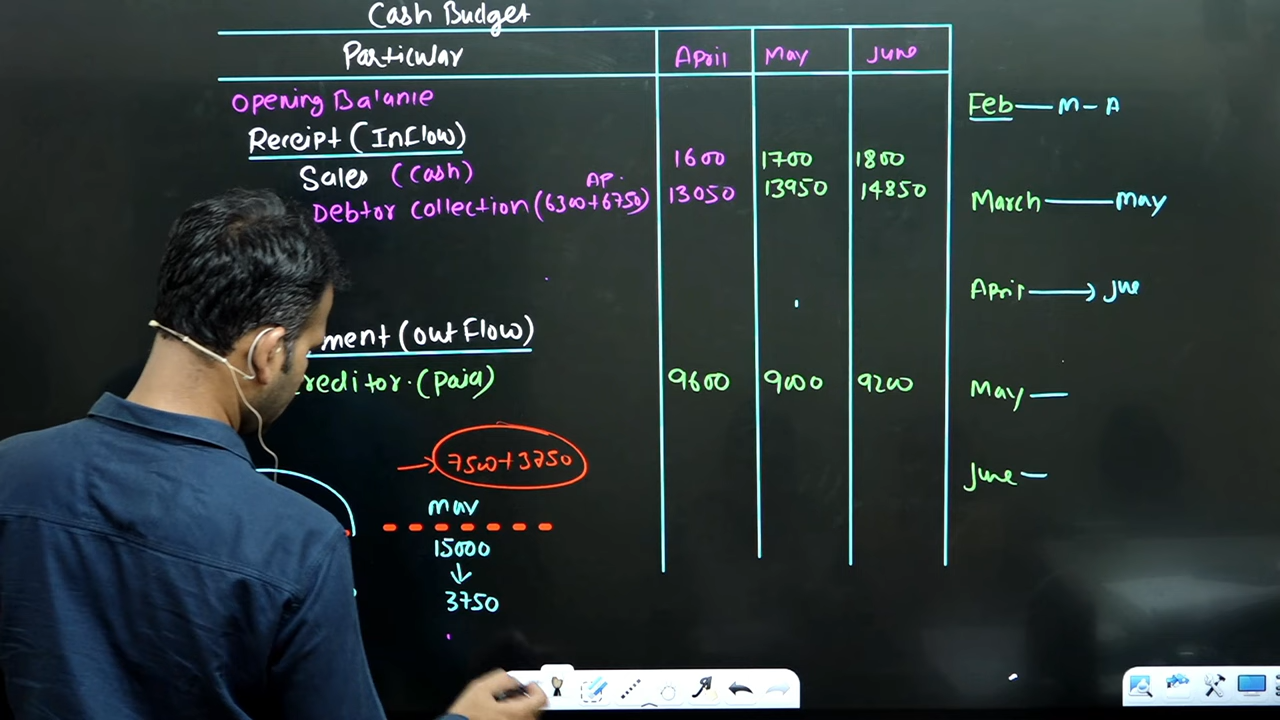 Cash Budget
Particular April May June
Opening Balanie
Receipt (Inflow)
Sales (Cash) 1600 1700 1800
AP.
Debtor Collection (6300+6750) 13050 13950 14850
ment (out Flow)
reditor. (Paid) 9600 9000 9200
7500+3750
may
15000
3750
Feb — M - A
March — may
April → Jue
May —
June —